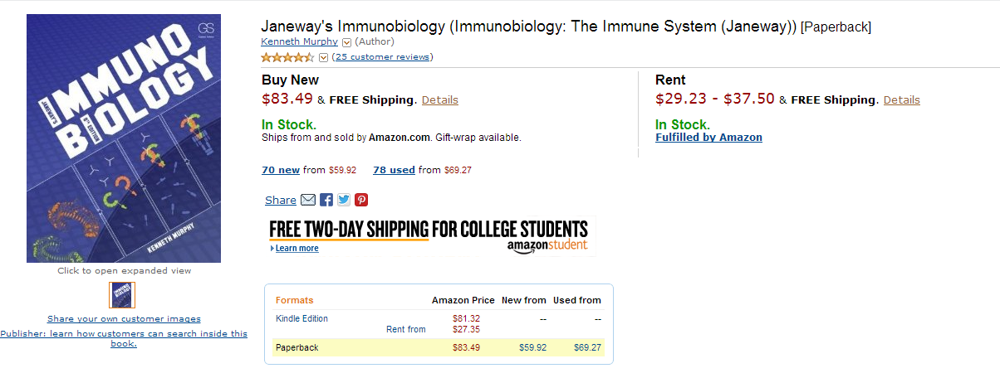 GS
Garland Science
JANEWAY'S
IMMUNO
BIOLOGY
8TH EDITION
KENNETH MURPHY
Click to open expanded view
Share your own customer images
Publisher: learn how customers can search inside this
book.
Janeway's Immunobiology (Immunobiology: The Immune System (Janeway)) [Paperback]
Kenneth Murphy (Author)
(25 customer reviews)
Buy New
$83.49 & FREE Shipping. Details
In Stock.
Ships from and sold by Amazon.com. Gift-wrap available.
Rent
$29.23 - $37.50 & FREE Shipping. Details
In Stock.
Fulfilled by Amazon
70 new from $59.92 78 used from $69.27
Share
FREE TWO-DAY SHIPPING FOR COLLEGE STUDENTS
Learn more
amazonstudent
Formats Amazon Price New from Used from
Kindle Edition $81.32 -- --
Rent from $27.35
Paperback $83.49 $59.92 $69.27